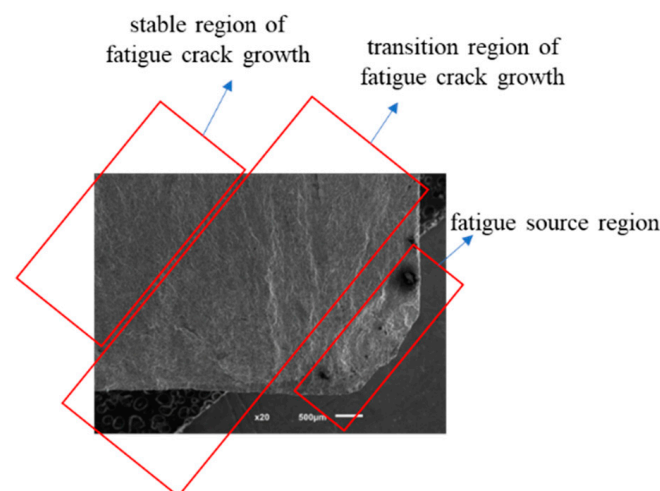 stable region of
fatigue crack growth
transition region of
fatigue crack growth
fatigue source region
x20 500μm